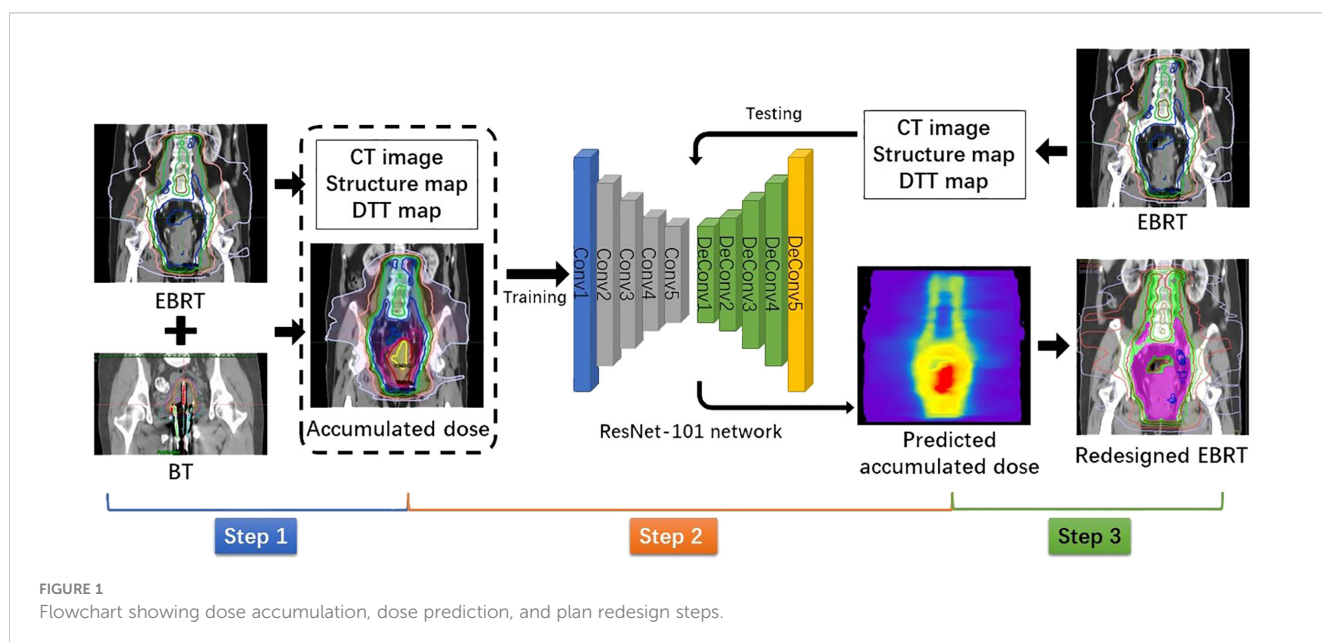 EBRT
BT
CT image
Structure map
DTT map
Accumulated dose
Training
Conv1
Conv2
Conv3
Conv4
Conv5
DeConv1
DeConv2
DeConv3
DeConv4
DeConv5
ResNet-101 network
Testing
CT image
Structure map
DTT map
EBRT
Predicted
accumulated dose
Redesigned EBRT
Step 1
Step 2
Step 3
FIGURE 1
Flowchart showing dose accumulation, dose prediction, and plan redesign steps.